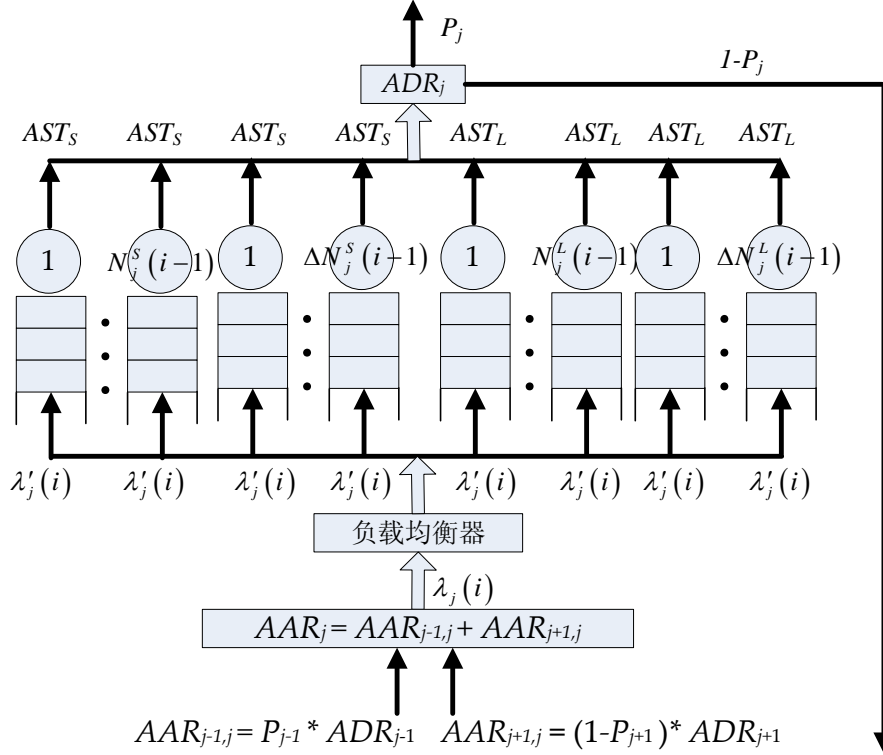 P_j
1-P_j
ADR_j
AST_S AST_S AST_S AST_S AST_L AST_L AST_L AST_L
1 N_j^S(i-1) 1 ΔN_j^S(i-1) 1 N_j^L(i-1) 1 ΔN_j^L(i-1)
λ′_j(i) λ′_j(i) λ′_j(i) λ′_j(i) λ′_j(i) λ′_j(i) λ′_j(i)
负载均衡器
λ_j(i)
AAR_j = AAR_{j-1,j} + AAR_{j+1,j}
AAR_{j-1,j} = P_{j-1} * ADR_{j-1} AAR_{j+1,j} = (1-P_{j+1}) * ADR_{j+1}